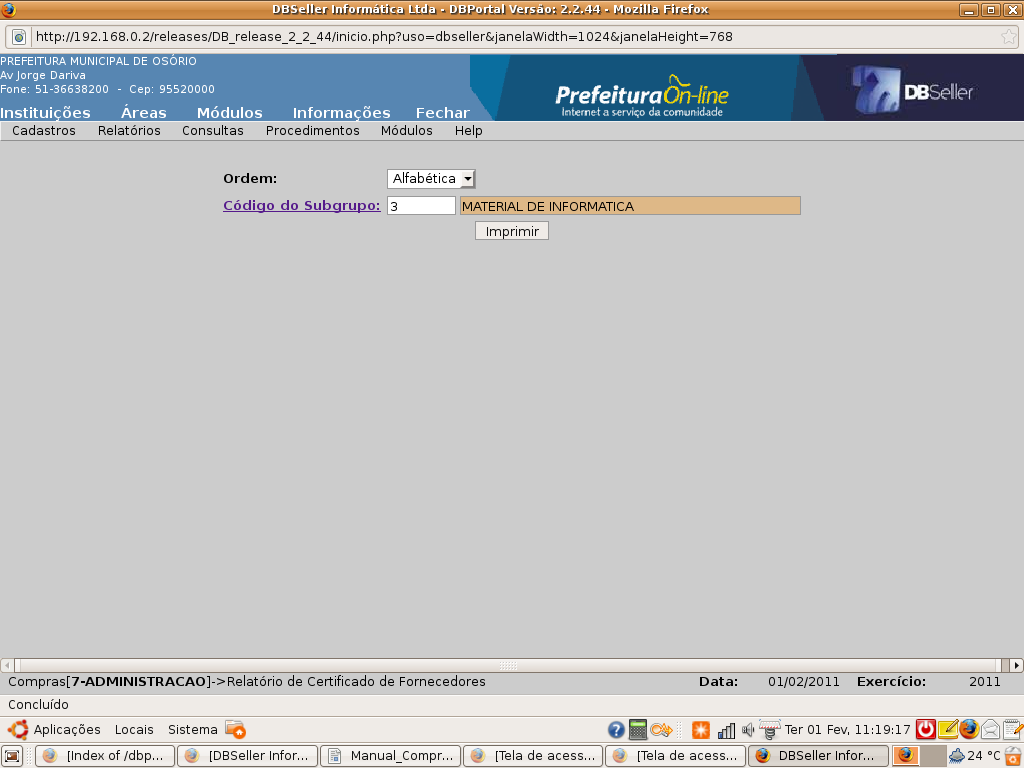 DBSeller Informática Ltda - DBPortal Versão: 2.2.44 - Mozilla Firefox
http://192.168.0.2/releases/DB_release_2_2_44/inicio.php?uso=dbseller&janelaWidth=1024&janelaHeight=768
PREFEITURA MUNICIPAL DE OSÓRIO
Av Jorge Dariva
Fone: 51-36638200 - Cep: 95520000
PrefeituraOn-line
Internet a serviço da comunidade
DBSeller
Instituições Áreas Módulos Informações Fechar
Cadastros Relatórios Consultas Procedimentos Módulos Help
Ordem: Alfabética
Código do Subgrupo: 3 MATERIAL DE INFORMATICA
Imprimir
Compras[7-ADMINISTRACAO]->Relatório de Certificado de Fornecedores Data: 01/02/2011 Exercício: 2011
Concluído
Aplicações Locais Sistema Ter 01 Fev, 11:19:17
[Index of /dbp... [DBSeller Infor... Manual_Compr... [Tela de acess... [Tela de acess... DBSeller Infor... 24 °C